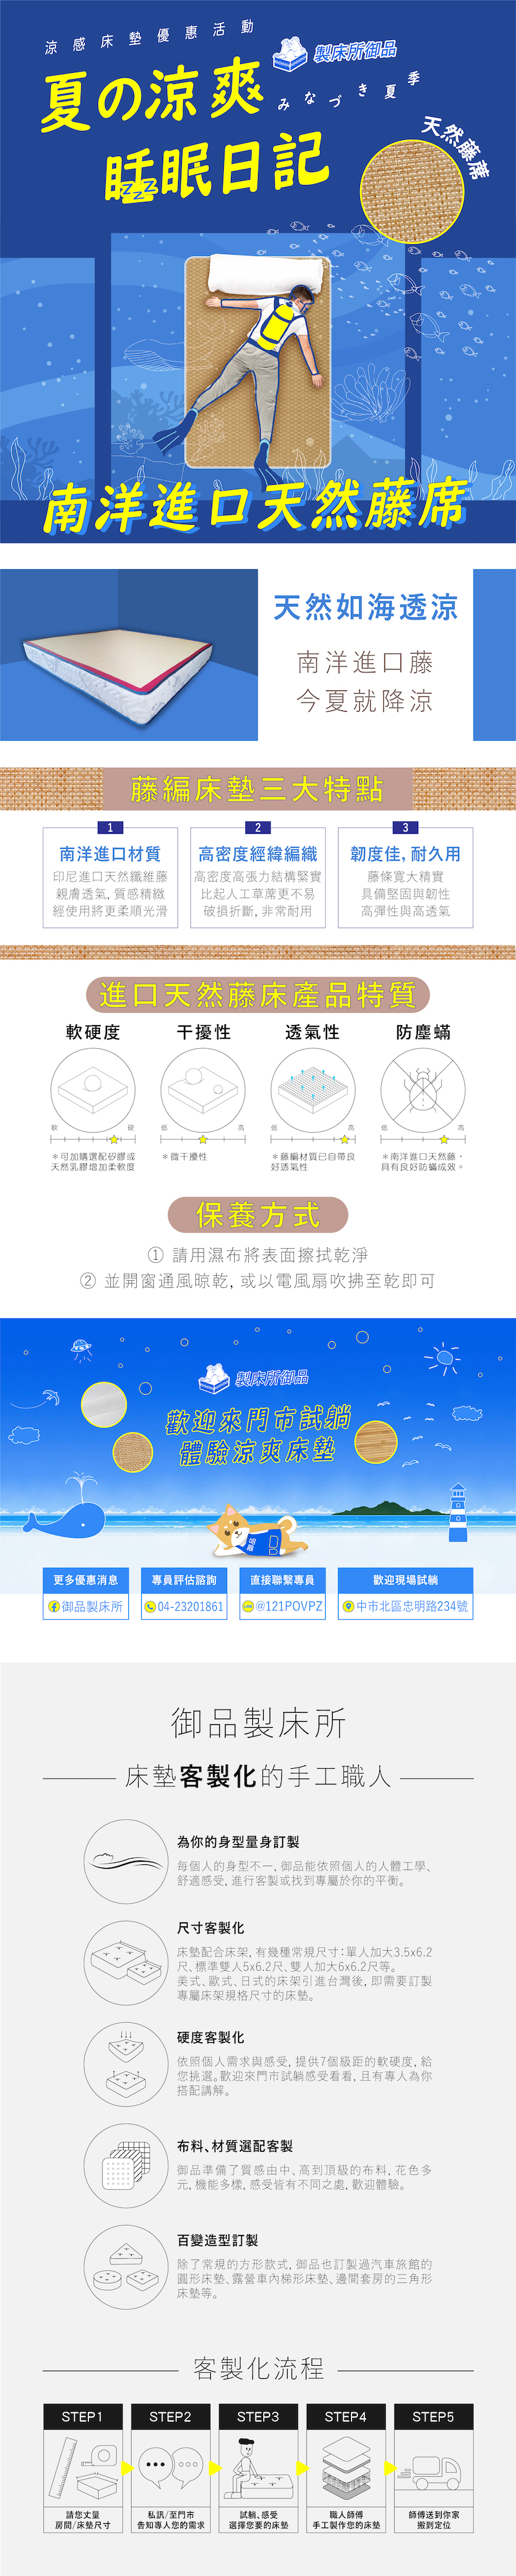 涼感床墊優惠活動
製床所御品
夏の涼爽
みなづき夏季
睡眠日記
ZZZ
天然藤蓆
南洋進口天然藤席
天然如海透涼
南洋進口藤
今夏就降涼
藤編床墊三大特點
1
南洋進口材質
印尼進口天然纖維藤
親膚透氣, 質感精緻
經使用將更柔順光滑
2
高密度經緯編織
高密度高張力結構緊實
比起人工草蓆更不易
破損折斷, 非常耐用
3
韌度佳, 耐久用
藤條寬大精實
具備堅固與韌性
高彈性與高透氣
進口天然藤床產品特質
軟硬度
軟 硬
＊可加購選配矽膠或
天然乳膠增加柔軟度
干擾性
低 高
＊微干擾性
透氣性
低 高
＊藤編材質已自帶良
好透氣性
防塵蟎
低 高
＊南洋進口天然藤，
具有良好防蟎成效。
保養方式
① 請用濕布將表面擦拭乾淨
② 並開窗通風晾乾, 或以電風扇吹拂至乾即可
製床所御品
歡迎來門市試躺
體驗涼爽床墊
更多優惠消息
御品製床所
專員評估諮詢
04-23201861
直接聯繫專員
LINE
@121POVPZ
歡迎現場試躺
中市北區忠明路234號
御品製床所
床墊客製化的手工職人
為你的身型量身訂製
每個人的身型不一, 御品能依照個人的人體工學、
舒適感受, 進行客製或找到專屬於你的平衡。
尺寸客製化
床墊配合床架, 有幾種常規尺寸：單人加大3.5x6.2
尺、標準雙人5x6.2尺、雙人加大6x6.2尺等。
美式、歐式、日式的床架引進台灣後, 即需要訂製
專屬床架規格尺寸的床墊。
硬度客製化
依照個人需求與感受, 提供7個級距的軟硬度, 給
您挑選。歡迎來門市試躺感受看看, 且有專人為你
搭配講解。
布料、材質選配客製
御品準備了質感由中、高到頂級的布料, 花色多
元, 機能多樣, 感受皆有不同之處, 歡迎體驗。
百變造型訂製
除了常規的方形款式, 御品也訂製過汽車旅館的
圓形床墊、露營車內梯形床墊、邊間套房的三角形
床墊等。
客製化流程
STEP1
請您丈量
房間/床墊尺寸
STEP2
私訊/至門市
告知專人您的需求
STEP3
試躺、感受
選擇您要的床墊
STEP4
職人師傅
手工製作您的床墊
STEP5
師傅送到你家
搬到定位